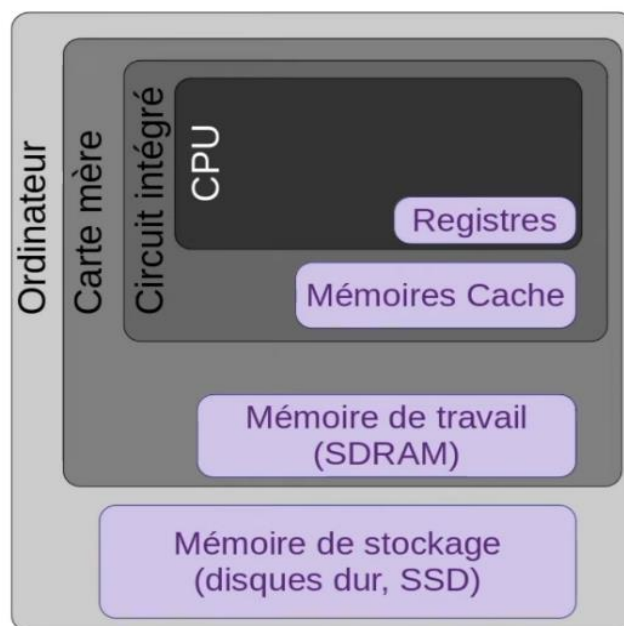 Ordinateur
Carte mère
Circuit intégré
CPU
Registres
Mémoires Cache
Mémoire de travail
(SDRAM)
Mémoire de stockage
(disques dur, SSD)